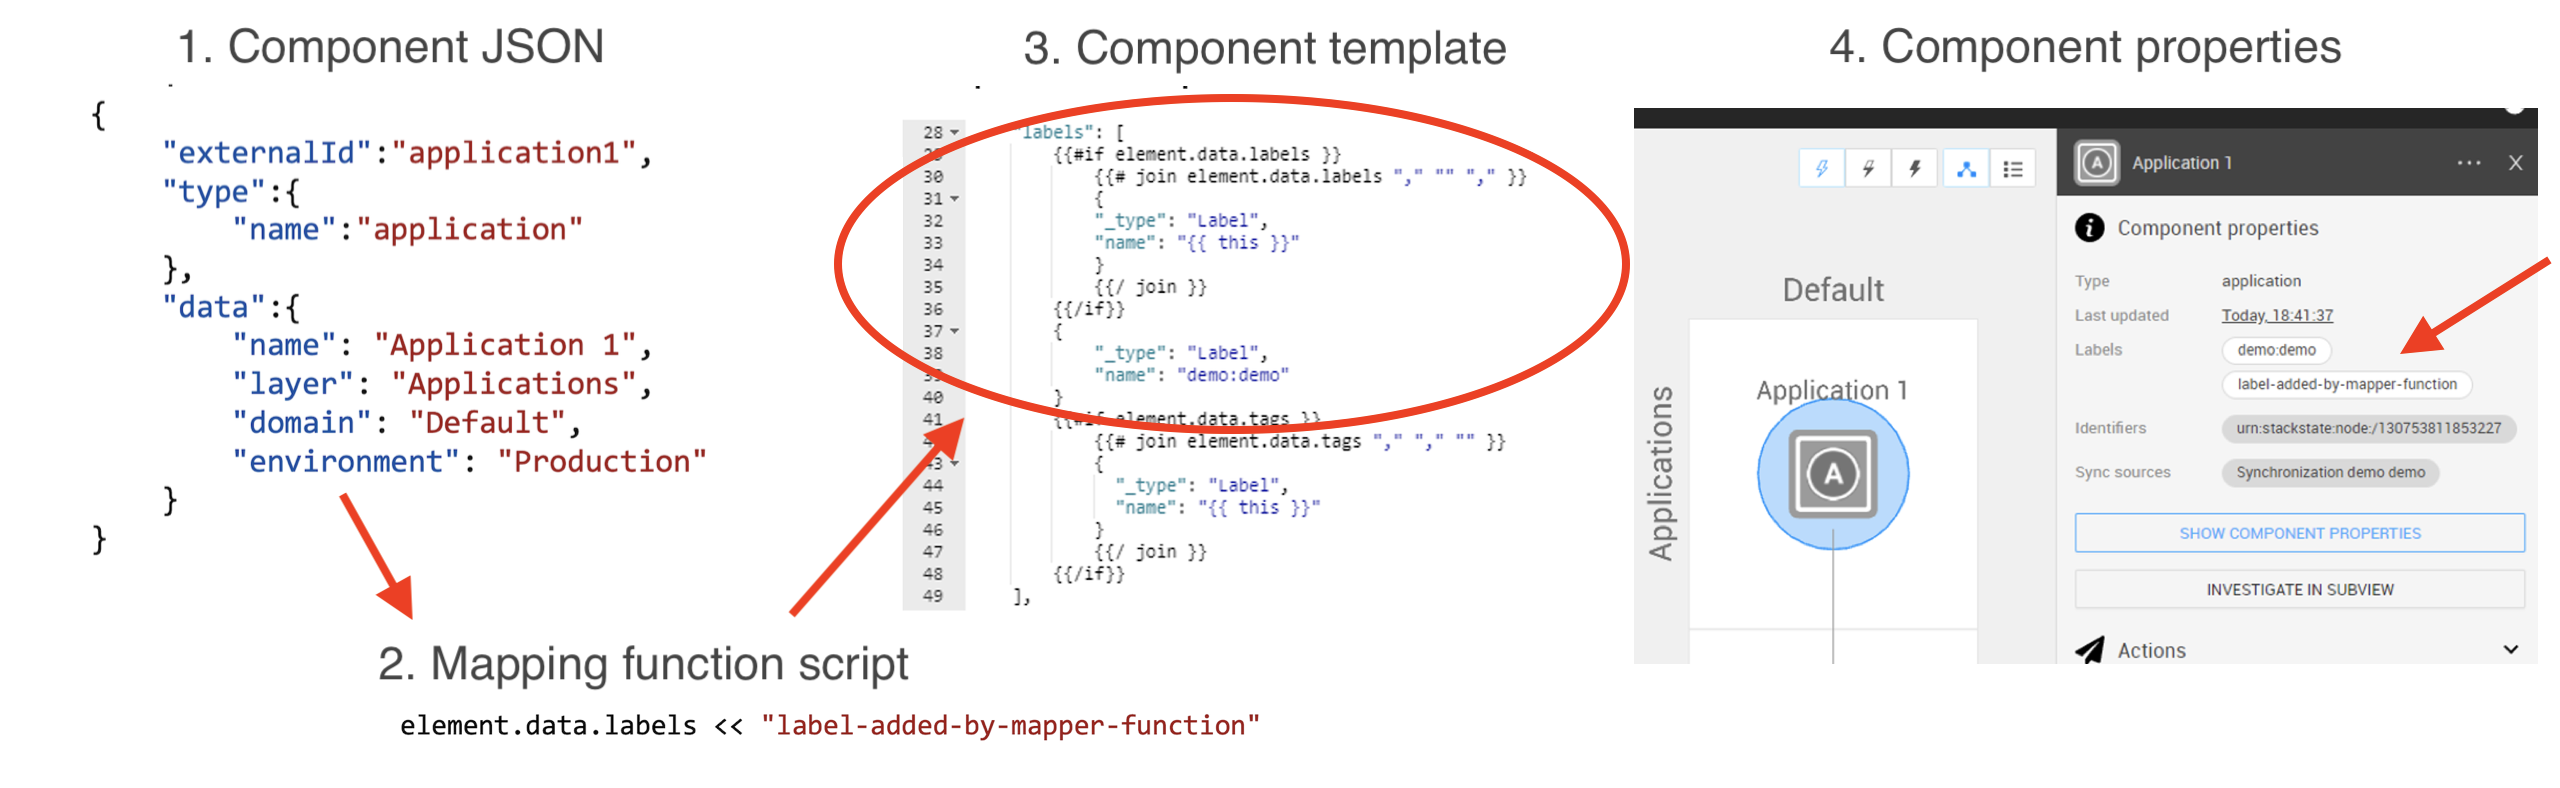 1. Component JSON
{
"externalId":"application1",
"type":{
"name":"application"
},
"data":{
"name": "Application 1",
"layer": "Applications",
"domain": "Default",
"environment": "Production"
}
}
2. Mapping function script
element.data.labels << "label-added-by-mapper-function"
3. Component template
28 "labels": [
29 {{#if element.data.labels }}
30 {{# join element.data.labels "," "" "," }}
31 {
32 "_type": "Label",
33 "name": "{{ this }}"
34 }
35 {{/ join }}
36 {{/if}}
37 {
38 "_type": "Label",
39 "name": "demo:demo"
40 }
41 {{#if element.data.tags }}
42 {{# join element.data.tags "," "," "" }}
43 {
44 "_type": "Label",
45 "name": "{{ this }}"
46 }
47 {{/ join }}
48 {{/if}}
49 ],
4. Component properties
Default
Applications
Application 1
A
A Application 1 ... X
i Component properties
Type application
Last updated Today, 18:41:37
Labels demo:demo
label-added-by-mapper-function
Identifiers urn:stackstate:node:/130753811853227
Sync sources Synchronization demo demo
SHOW COMPONENT PROPERTIES
INVESTIGATE IN SUBVIEW
Actions